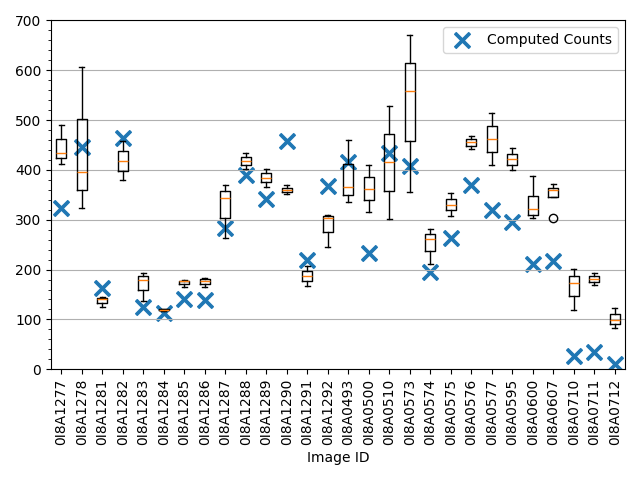 700
600
500
400
300
200
100
0
Computed Counts
0I8A1277
0I8A1278
0I8A1281
0I8A1282
0I8A1283
0I8A1284
0I8A1285
0I8A1286
0I8A1287
0I8A1288
0I8A1289
0I8A1290
0I8A1291
0I8A1292
0I8A0493
0I8A0500
0I8A0510
0I8A0573
0I8A0574
0I8A0575
0I8A0576
0I8A0577
0I8A0595
0I8A0600
0I8A0607
0I8A0710
0I8A0711
0I8A0712
Image ID